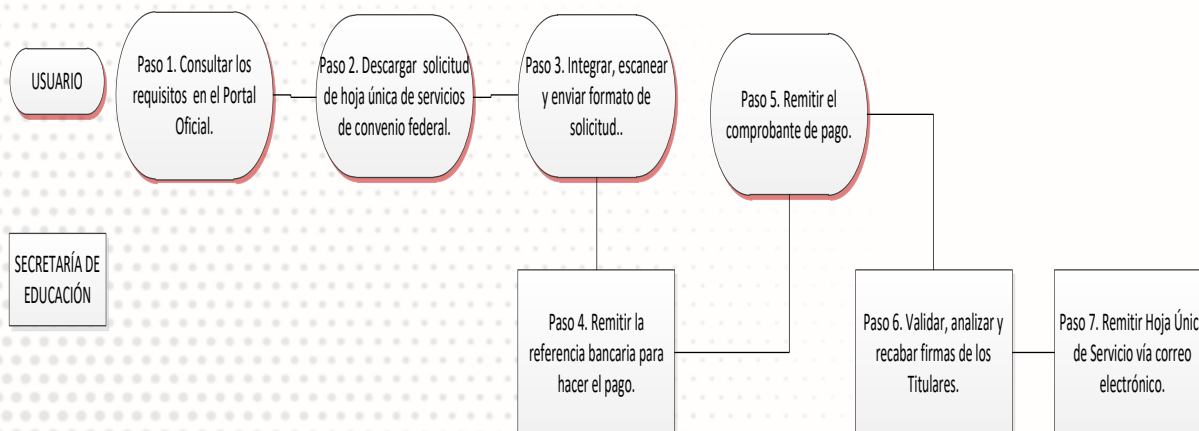 USUARIO
Paso 1. Consultar los
requisitos en el Portal
Oficial.
Paso 2. Descargar solicitud
de hoja única de servicios
de convenio federal.
Paso 3. Integrar, escanear
y enviar formato de
solicitud..
Paso 5. Remitir el
comprobante de pago.
SECRETARÍA DE
EDUCACIÓN
Paso 4. Remitir la
referencia bancaria para
hacer el pago.
Paso 6. Validar, analizar y
recabar firmas de los
Titulares.
Paso 7. Remitir Hoja Únic
de Servicio vía correo
electrónico.